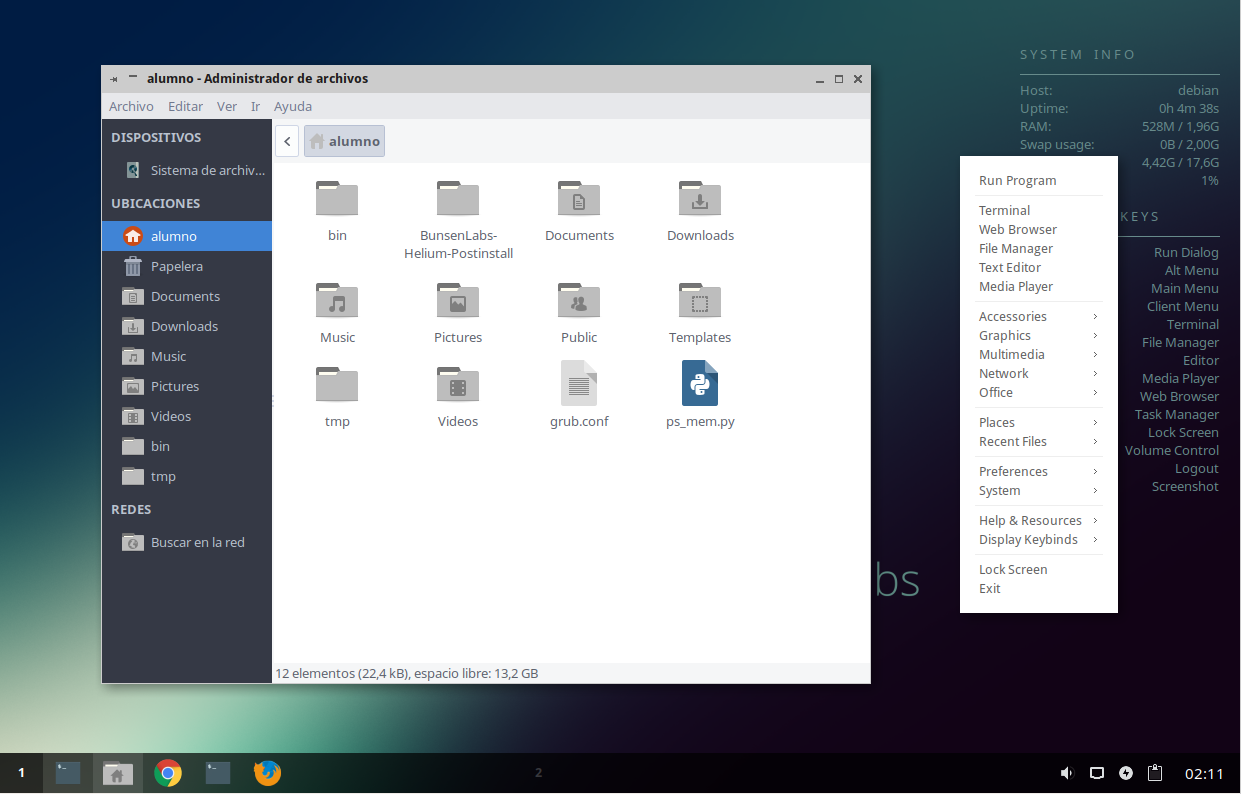 alumno - Administrador de archivos
Archivo Editar Ver Ir Ayuda
DISPOSITIVOS
Sistema de archiv...
UBICACIONES
alumno
Papelera
Documents
Downloads
Music
Pictures
Videos
bin
tmp
REDES
Buscar en la red
alumno
bin
BunsenLabs-
Helium-Postinstall
Documents
Downloads
Music
Pictures
Public
Templates
tmp
Videos
grub.conf
ps_mem.py
12 elementos (22,4 kB), espacio libre: 13,2 GB
bs
SYSTEM INFO
Host: debian
Uptime: 0h 4m 38s
RAM: 528M / 1,96G
Swap usage: 0B / 2,00G
4,42G / 17,6G
1%
KEYS
Run Dialog
Alt Menu
Main Menu
Client Menu
Terminal
File Manager
Editor
Media Player
Web Browser
Task Manager
Lock Screen
Volume Control
Logout
Screenshot
Run Program
Terminal
Web Browser
File Manager
Text Editor
Media Player
Accessories
Graphics
Multimedia
Network
Office
Places
Recent Files
Preferences
System
Help & Resources
Display Keybinds
Lock Screen
Exit
1
2
02:11